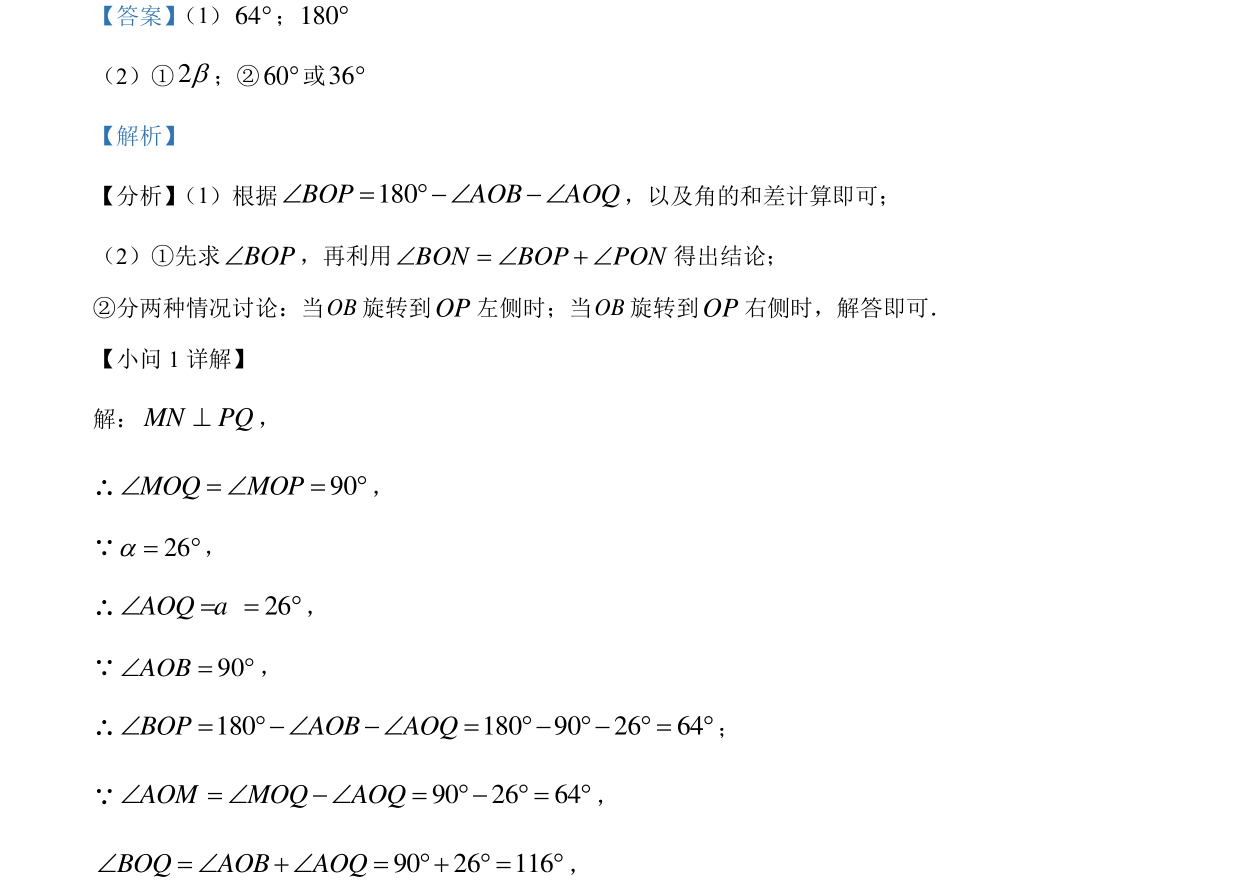 【答案】（1）64°；180°
（2）①2β；②60°或36°
【解析】
【分析】（1）根据∠BOP=180°−∠AOB−∠AOQ，以及角的和差计算即可；
（2）①先求∠BOP，再利用∠BON=∠BOP+∠PON得出结论；
②分两种情况讨论：当OB旋转到OP左侧时；当OB旋转到OP右侧时，解答即可．
【小问 1 详解】
解：MN⊥PQ，
∴∠MOQ=∠MOP=90°，
∵α=26°，
∴∠AOQ=a =26°，
∵∠AOB=90°，
∴∠BOP=180°−∠AOB−∠AOQ=180°−90°−26°=64°；
∵∠AOM=∠MOQ−∠AOQ=90°−26°=64°，
∠BOQ=∠AOB+∠AOQ=90°+26°=116°，